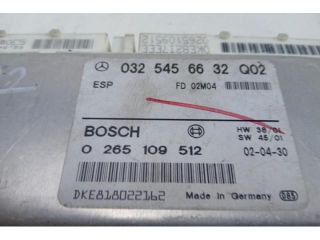 032 545 66 32 Q02
ESP FD 02M04
BOSCH HW 38/01
SW 45/01
0 265 109 512 02-04-30
DKE818022162 Made in Germany